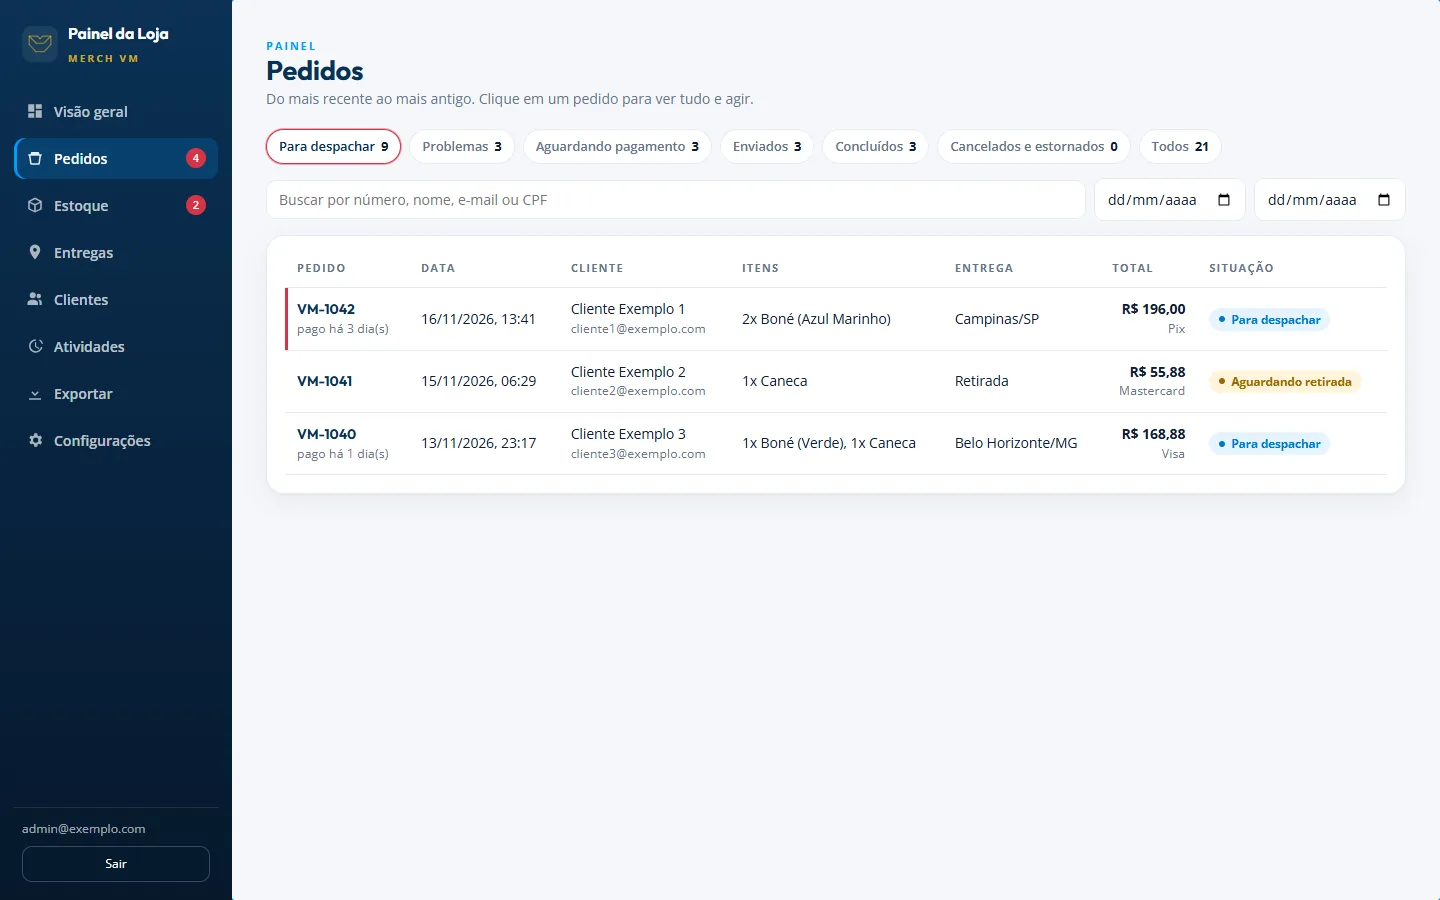 Painel da Loja
MERCH VM
Visão geral
Pedidos 4
Estoque 2
Entregas
Clientes
Atividades
Exportar
Configurações
admin@exemplo.com
Sair
PAINEL
Pedidos
Do mais recente ao mais antigo. Clique em um pedido para ver tudo e agir.
Para despachar 9 Problemas 3 Aguardando pagamento 3 Enviados 3 Concluídos 3 Cancelados e estornados 0 Todos 21
Buscar por número, nome, e-mail ou CPF dd/mm/aaaa dd/mm/aaaa
PEDIDO DATA CLIENTE ITENS ENTREGA TOTAL SITUAÇÃO
VM-1042 16/11/2026, 13:41 Cliente Exemplo 1 2x Boné (Azul Marinho) Campinas/SP R$ 196,00 Para despachar
pago há 3 dia(s) cliente1@exemplo.com Pix
VM-1041 15/11/2026, 06:29 Cliente Exemplo 2 1x Caneca Retirada R$ 55,88 Aguardando retirada
cliente2@exemplo.com Mastercard
VM-1040 13/11/2026, 23:17 Cliente Exemplo 3 1x Boné (Verde), 1x Caneca Belo Horizonte/MG R$ 168,88 Para despachar
pago há 1 dia(s) cliente3@exemplo.com Visa